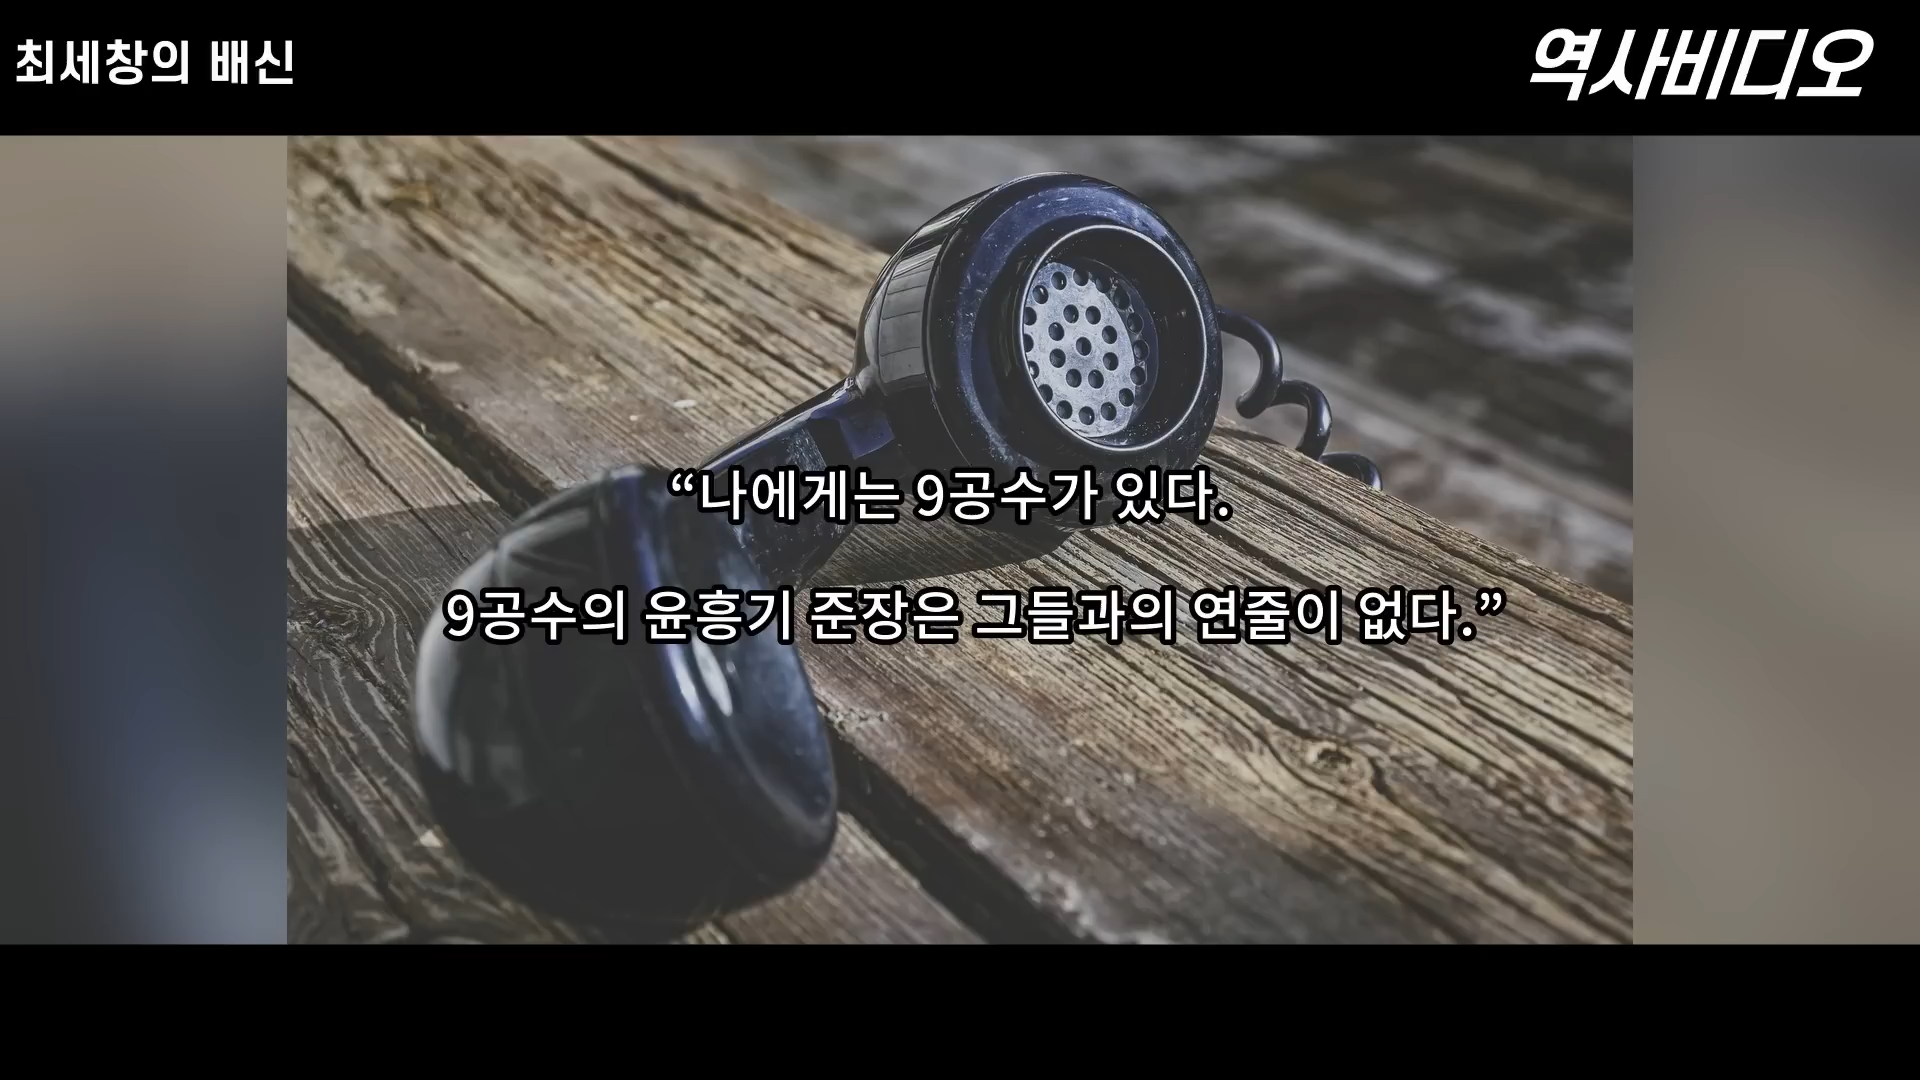 최세창의 배신
역사비디오
“나에게는 9공수가 있다.
9공수의 윤흥기 준장은 그들과의 연줄이 없다.”